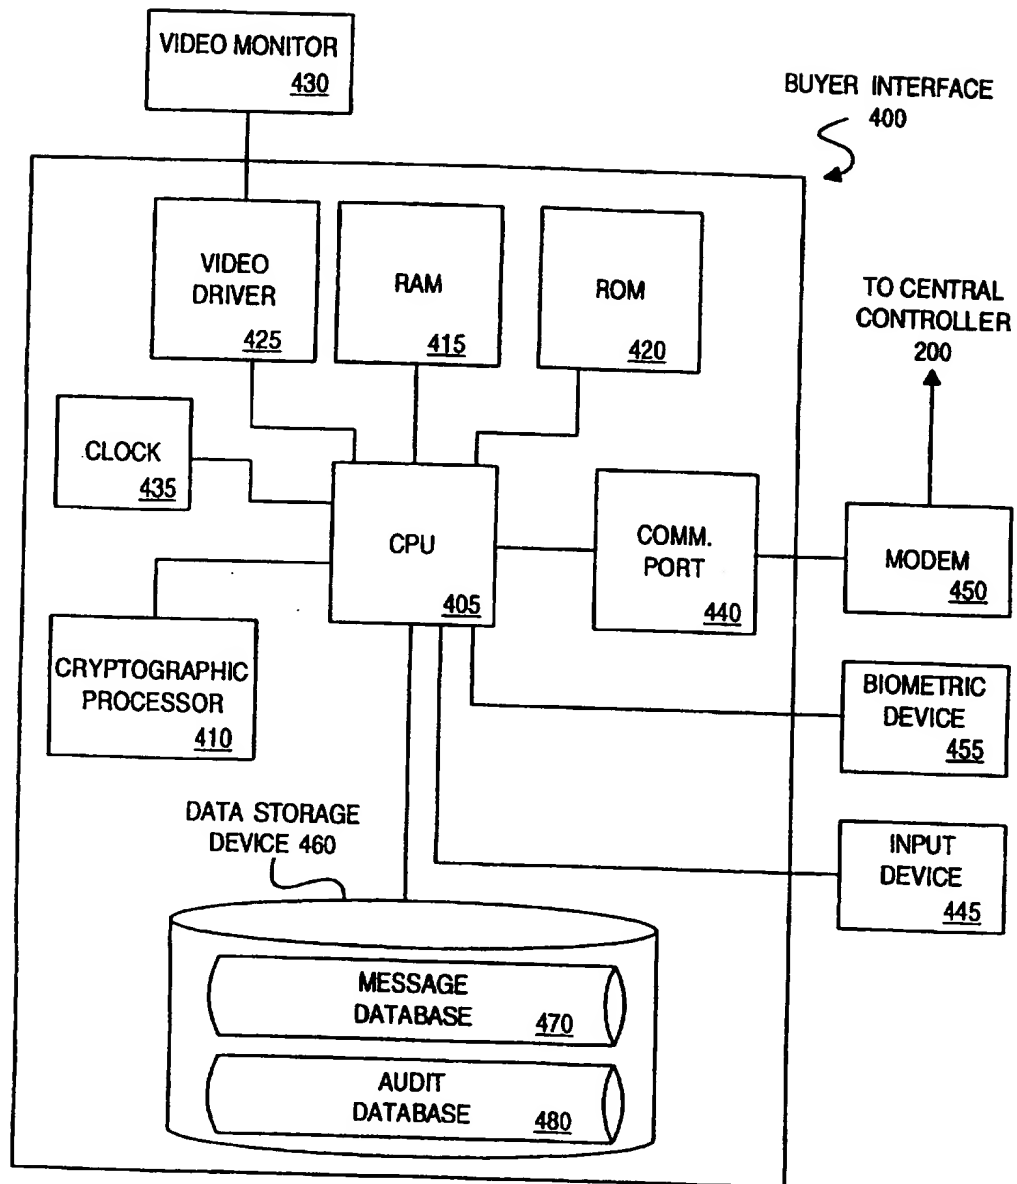 VIDEO MONITOR
430
BUYER INTERFACE
400
VIDEO
DRIVER
425
RAM
415
ROM
420
TO CENTRAL
CONTROLLER
200
CLOCK
435
CPU
405
COMM.
PORT
440
MODEM
450
CRYPTOGRAPHIC
PROCESSOR
410
BIOMETRIC
DEVICE
455
DATA STORAGE
DEVICE 460
INPUT
DEVICE
445
MESSAGE
DATABASE
470
AUDIT
DATABASE
480